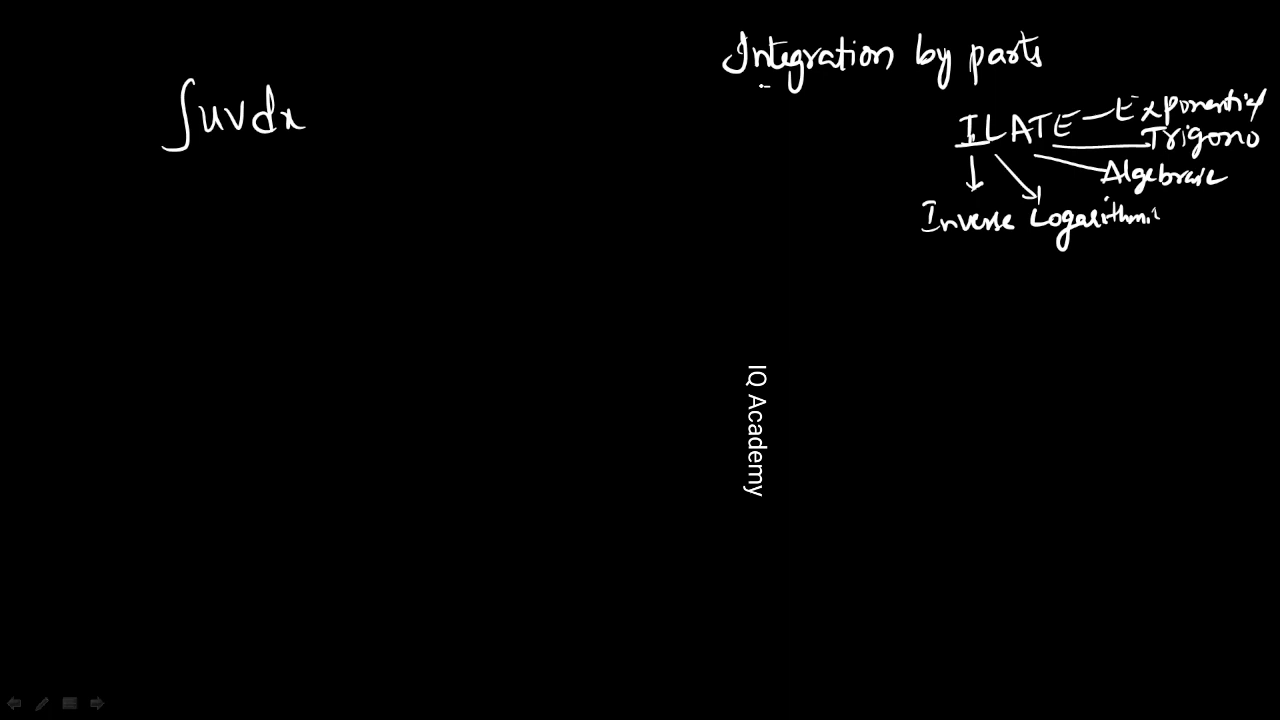 Integration by parts
∫uvdx
ILATE — Exponential
Trigono
Algebraic
Inverse Logarithmic
IQ Academy